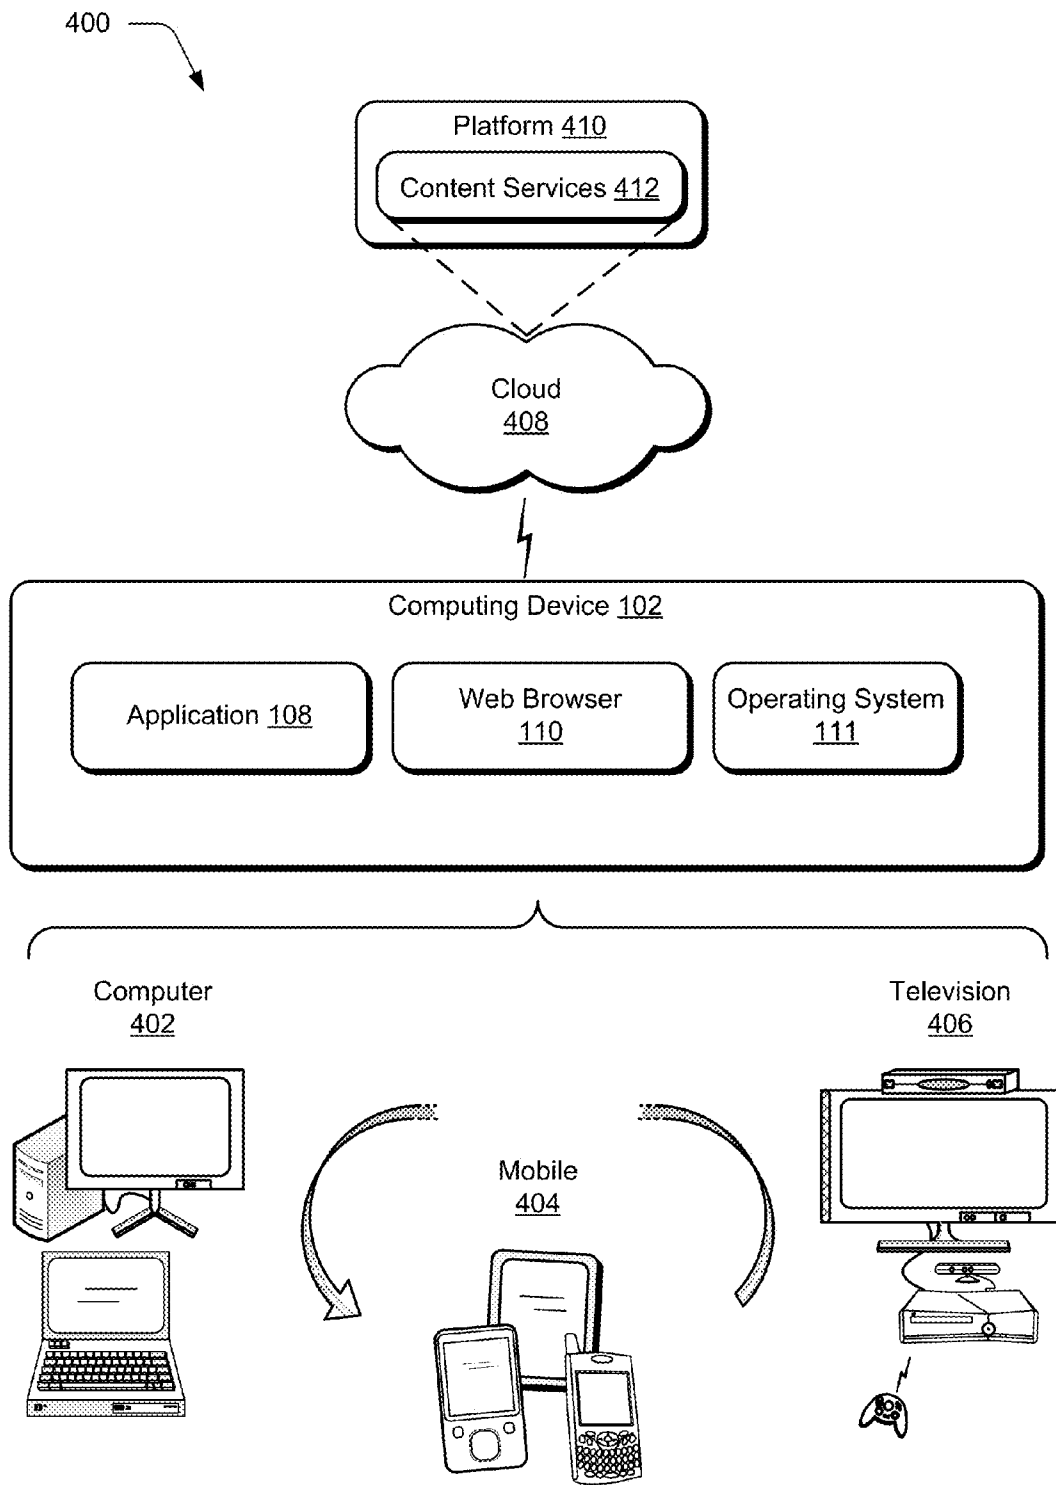 400
Platform 410
Content Services 412
Cloud
408
Computing Device 102
Application 108
Web Browser
110
Operating System
111
Computer
402
Television
406
Mobile
404